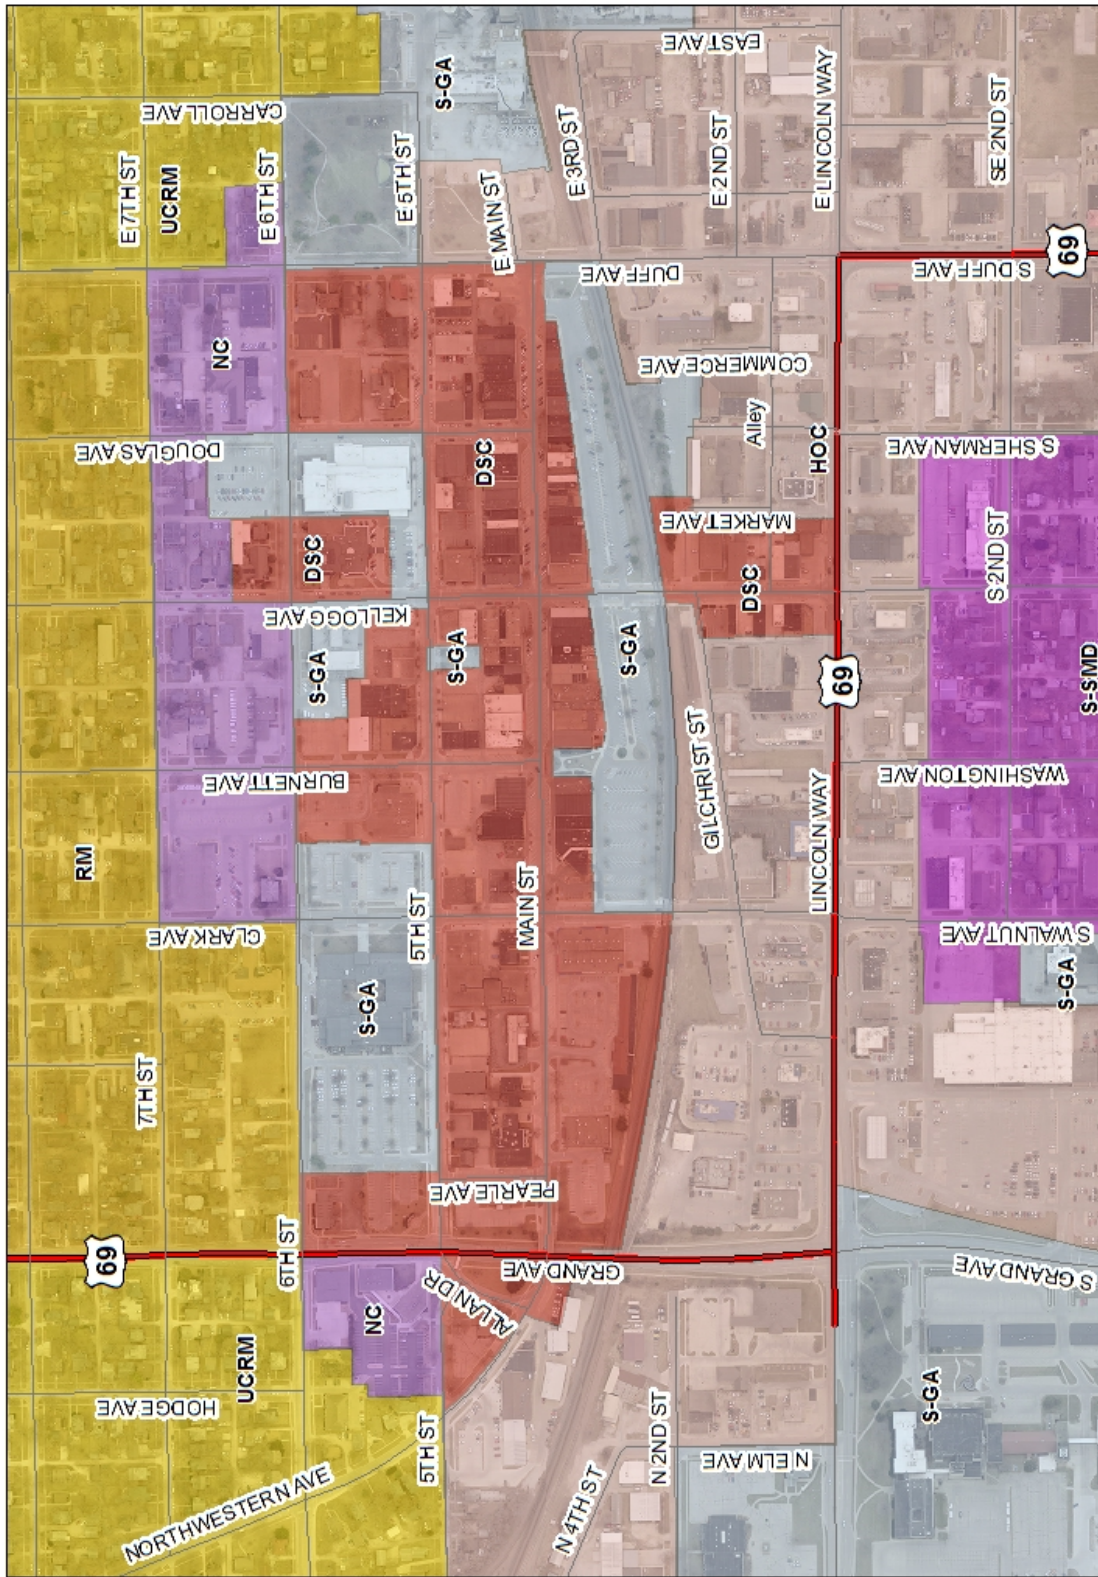 EAST AVE
S-GA
CARROLL AVE
E 7TH ST
UCRM
E 6TH ST
E 5TH ST
E MAIN ST
E 3RD ST
E 2ND ST
E LINCOLN WAY
SE 2ND ST
69
S DUFF AVE
DUFF AVE
COMMERCE AVE
NC
DOUGLAS AVE
DSC
Alley
HOC
S SHERMAN AVE
MARKET AVE
DSC
DSC
S 2ND ST
KELLOGG AVE
S-GA
S-GA
S-GA
69
S-SMD
BURNETT AVE
GILCHRIST ST
WASHINGTON AVE
RM
LINCOLN WAY
CLARK AVE
5TH ST
MAIN ST
S WALNUT AVE
S-GA
S-GA
7TH ST
PEARLE AVE
6TH ST
69
GRAND AVE
S GRAND AVE
ALLAN DR
NC
UCRM
HODGE AVE
S-GA
5TH ST
N 2ND ST
N ELM AVE
N 4TH ST
NORTHWESTERN AVE